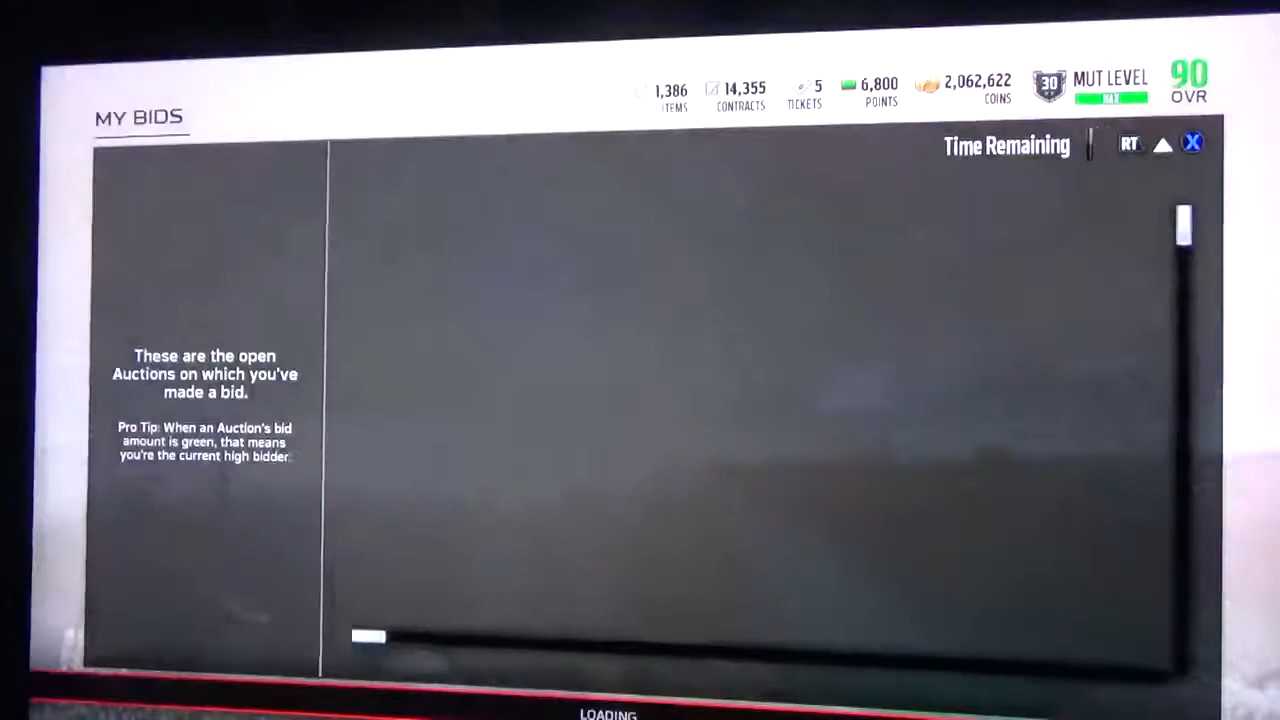 MY BIDS
1,386
ITEMS
14,355
CONTRACTS
5
TICKETS
6,800
POINTS
2,062,622
COINS
30
MUT LEVEL
MAX
90
OVR
Time Remaining
RT
X
These are the open
Auctions on which you've
made a bid.
Pro Tip: When an Auction's bid
amount is green, that means
you're the current high bidder.
LOADING